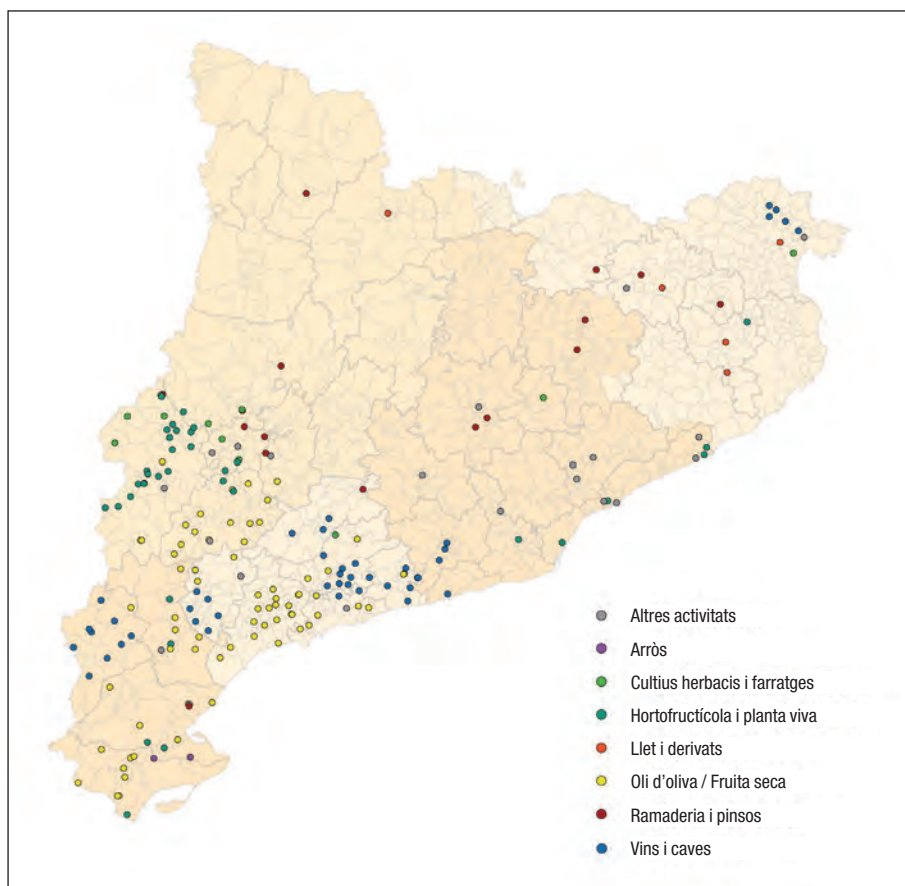 Altres activitats
Arròs
Cultius herbacis i farratges
Hortofructícola i planta viva
Llet i derivats
Oli d'oliva / Fruita seca
Ramaderia i pinsos
Vins i caves